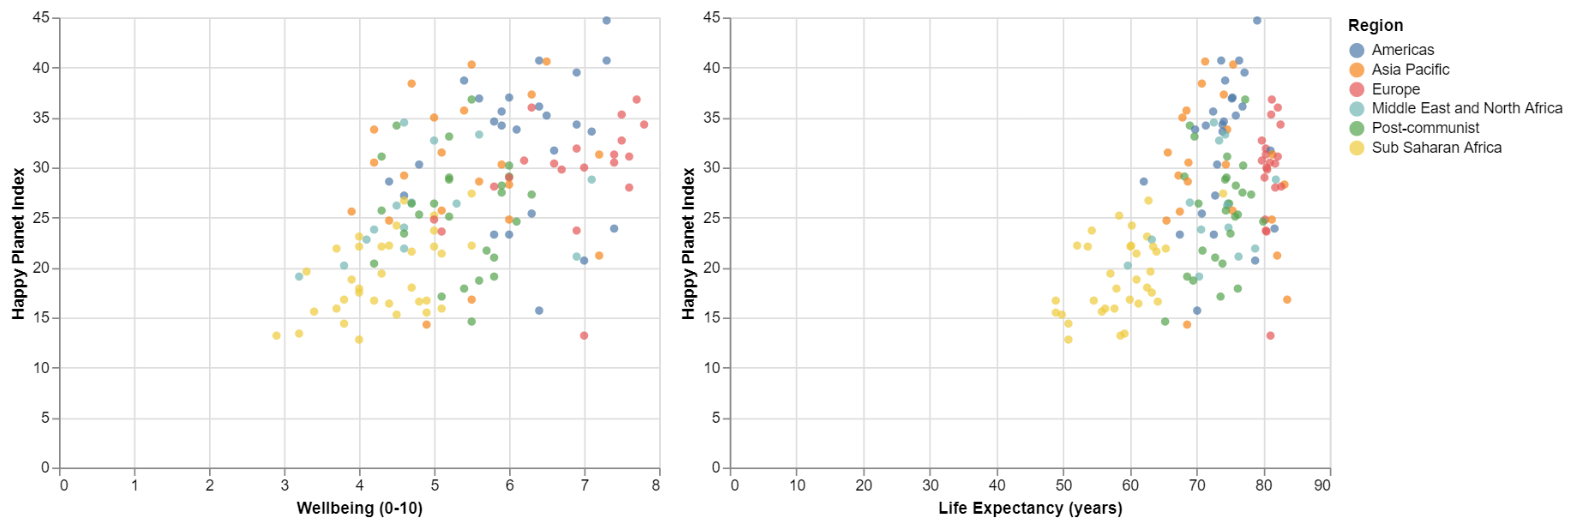 45
40
35
30
25
20
15
10
5
0
Happy Planet Index
0 1 2 3 4 5 6 7 8
Wellbeing (0-10)
45
40
35
30
25
20
15
10
5
0
Happy Planet Index
0 10 20 30 40 50 60 70 80 90
Life Expectancy (years)
Region
Americas
Asia Pacific
Europe
Middle East and North Africa
Post-communist
Sub Saharan Africa